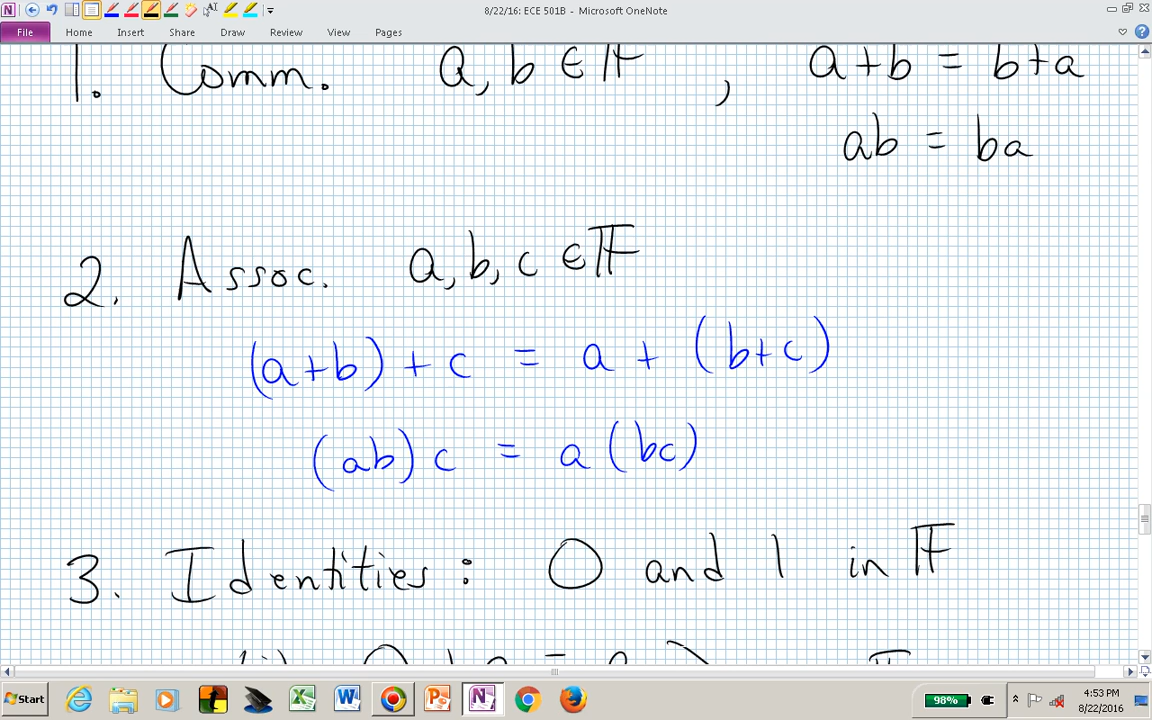 8/22/16: ECE 501B - Microsoft OneNote
File Home Insert Share Draw Review View Pages
1. Comm. a, b ∈ 𝔽 , a+b = b+a
ab = ba
2. Assoc. a, b, c ∈ 𝔽
(a+b) + c = a + (b+c)
(ab) c = a (bc)
3. Identities : 0 and 1 in 𝔽
Start
98%
4:53 PM
8/22/2016